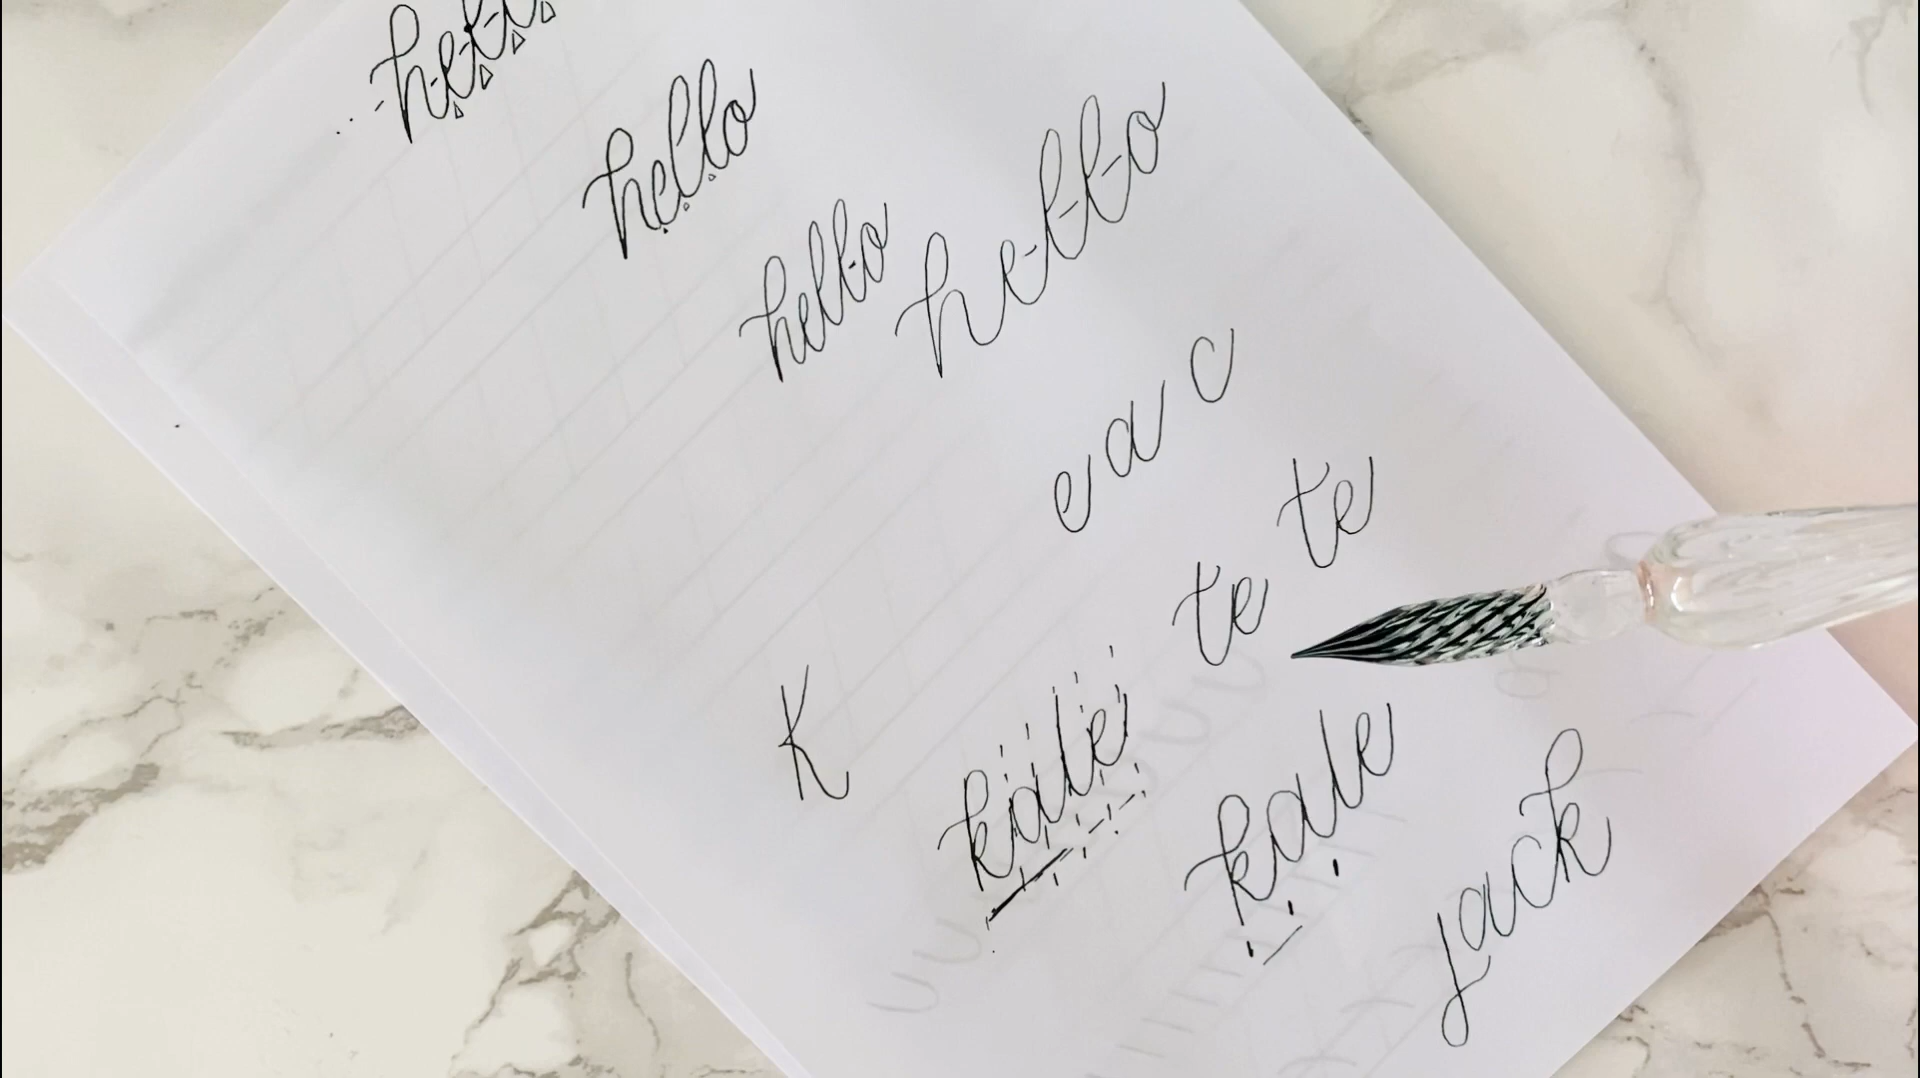 hello
hello
hello hello
e a c
te te
K kate kate
jack